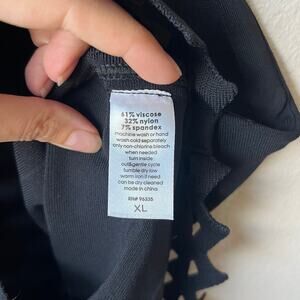 61% viscose
32% nylon
7% spandex
machine wash or hand
wash cold separately
only non-chlorine bleach
when needed
turn inside
out&gentle cycle
tumble dry low
warm iron if need
can be dry cleaned
made in china
RN# 96335
XL